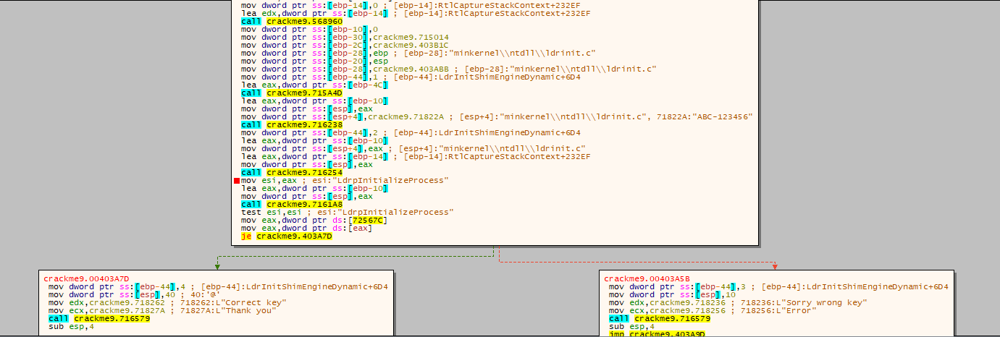 mov dword ptr ss:[ebp-14],0 ; [ebp-14]:RtlCaptureStackContext+232EF
lea edx,dword ptr ss:[ebp-14] ; [ebp-14]:RtlCaptureStackContext+232EF
call crackme9.568960
mov dword ptr ss:[ebp-10],0
mov dword ptr ss:[ebp-30],crackme9.715014
mov dword ptr ss:[ebp-2C],crackme9.403B1C
mov dword ptr ss:[ebp-28],ebp ; [ebp-28]:"minkernel\\ntdll\\ldrinit.c"
mov dword ptr ss:[ebp-20],esp
mov dword ptr ss:[ebp-28],crackme9.403ABB ; [ebp-28]:"minkernel\\ntdll\\ldrinit.c"
mov dword ptr ss:[ebp-44],1 ; [ebp-44]:LdrInitShimEngineDynamic+6D4
lea eax,dword ptr ss:[ebp-4C]
call crackme9.715A4D
lea eax,dword ptr ss:[ebp-10]
mov dword ptr ss:[esp],eax
mov dword ptr ss:[esp+4],crackme9.71822A ; [esp+4]:"minkernel\\ntdll\\ldrinit.c", 71822A:"ABC-123456"
call crackme9.716238
mov dword ptr ss:[ebp-44],2 ; [ebp-44]:LdrInitShimEngineDynamic+6D4
lea eax,dword ptr ss:[ebp-10]
mov dword ptr ss:[esp+4],eax ; [esp+4]:"minkernel\\ntdll\\ldrinit.c"
lea eax,dword ptr ss:[ebp-14] ; [ebp-14]:RtlCaptureStackContext+232EF
mov dword ptr ss:[esp],eax
call crackme9.716254
mov esi,eax ; esi:"LdrpInitializeProcess"
lea eax,dword ptr ss:[ebp-10]
mov dword ptr ss:[esp],eax
call crackme9.7161A8
test esi,esi ; esi:"LdrpInitializeProcess"
mov eax,dword ptr ds:[72567C]
mov eax,dword ptr ds:[eax]
je crackme9.403A7D
crackme9.00403A7D
mov dword ptr ss:[ebp-44],4 ; [ebp-44]:LdrInitShimEngineDynamic+6D4
mov dword ptr ss:[esp],40 ; 40:'@'
mov edx,crackme9.718262 ; 718262:L"Correct key"
mov ecx,crackme9.71827A ; 71827A:L"Thank you"
call crackme9.716579
sub esp,4
crackme9.00403A5B
mov dword ptr ss:[ebp-44],3 ; [ebp-44]:LdrInitShimEngineDynamic+6D4
mov dword ptr ss:[esp],10
mov edx,crackme9.718236 ; 718236:L"Sorry wrong key"
mov ecx,crackme9.718256 ; 718256:L"Error"
call crackme9.716579
sub esp,4
jmp crackme9.403A9D